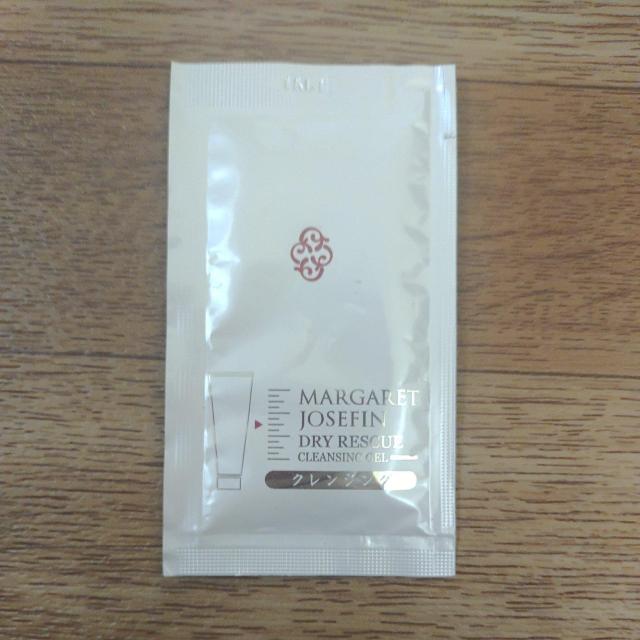 MARGARET
JOSEFIN
DRY RESCUE
CLEANSING GEL
クレンジング